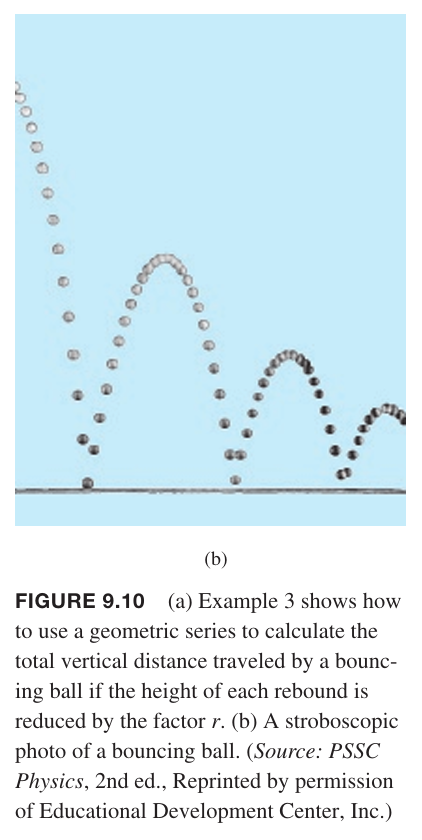 (b)
FIGURE 9.10 (a) Example 3 shows how
to use a geometric series to calculate the
total vertical distance traveled by a bounc-
ing ball if the height of each rebound is
reduced by the factor r. (b) A stroboscopic
photo of a bouncing ball. (Source: PSSC
Physics, 2nd ed., Reprinted by permission
of Educational Development Center, Inc.)